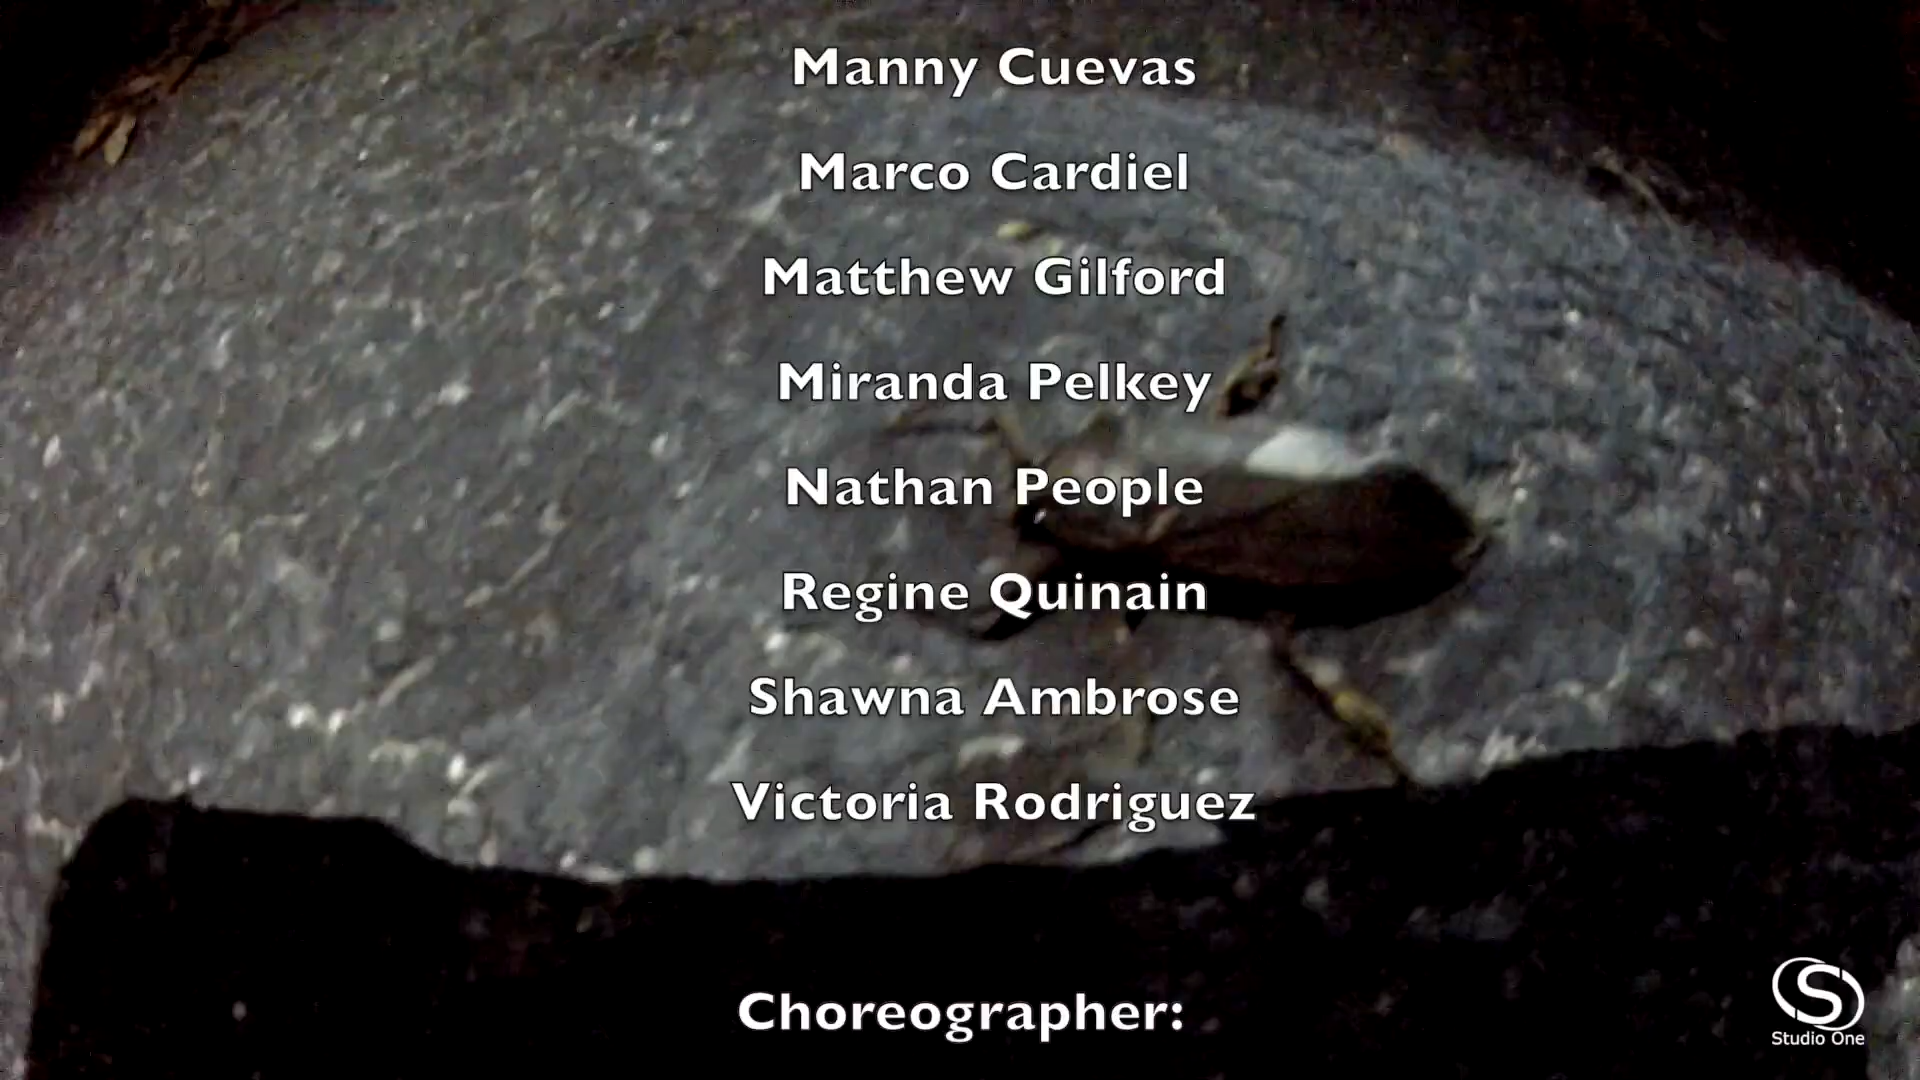 Manny Cuevas
Marco Cardiel
Matthew Gilford
Miranda Pelkey
Nathan People
Regine Quinain
Shawna Ambrose
Victoria Rodriguez
Choreographer:
S
Studio One